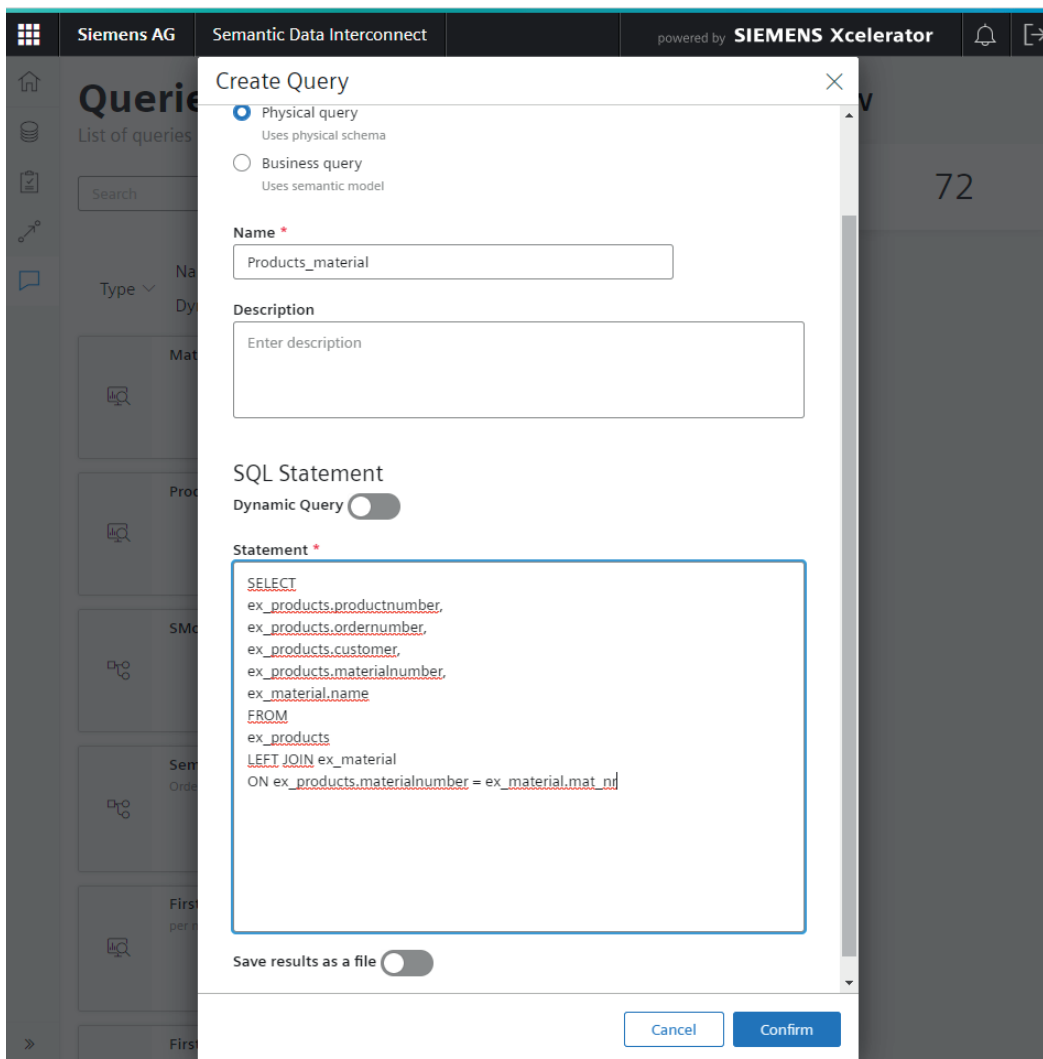 Siemens AG
Semantic Data Interconnect
powered by SIEMENS Xcelerator
Create Query
Querie
List of queries
Search
72
Type
Na
Dy
Mat
Proc
SMo
Sem
Orde
First
per m
First
Physical query
Uses physical schema
Business query
Uses semantic model
Name *
Products_material
Description
Enter description
SQL Statement
Dynamic Query
Statement *
SELECT
ex_products.productnumber,
ex_products.ordernumber,
ex_products.customer,
ex_products.materialnumber,
ex_material.name
FROM
ex_products
LEFT JOIN ex_material
ON ex_products.materialnumber = ex_material.mat_nr
Save results as a file
Cancel
Confirm